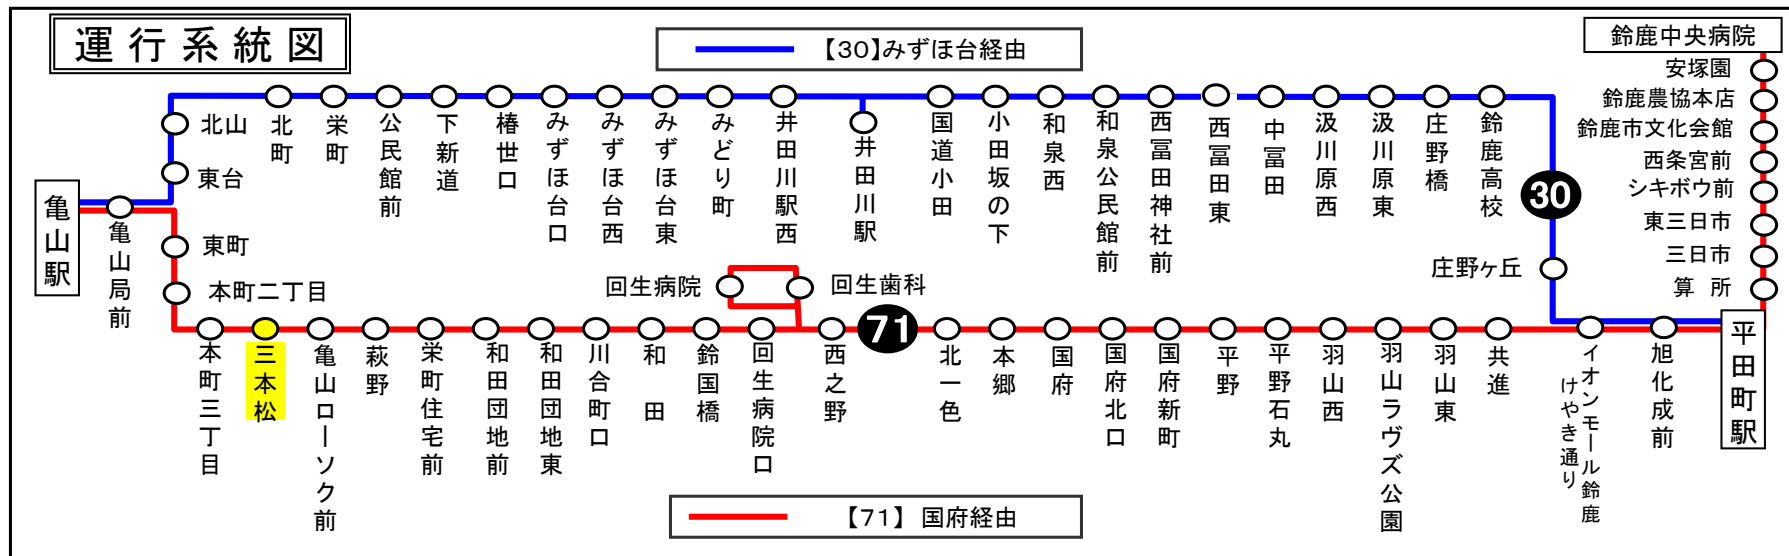 運行系統図
【30】みずほ台経由
鈴鹿中央病院
安塚園
鈴鹿農協本店
鈴鹿市文化会館
西条宮前
シキボウ前
東三日市
三日市
算所
平田町駅
亀山駅
亀山局前
東台
北山
北町
栄町
公民館前
下新道
椿世口
みずほ台口
みずほ台西
みずほ台東
みどり町
井田川駅西
井田川駅
国道小田
小田坂の下
和泉西
和泉公民館前
西冨田神社前
西冨田東
中冨田
汲川原西
汲川原東
庄野橋
鈴鹿高校
30
庄野ヶ丘
東町
本町二丁目
本町三丁目
三本松
亀山ローソク前
萩野
栄町住宅前
和田団地前
和田団地東
川合町口
和田
鈴国橋
回生病院口
回生病院
回生歯科
西之野
71
北一色
本郷
国府
国府北口
国府新町
平野
平野石丸
羽山西
羽山ラヴズ公園
羽山東
共進
イオンモール鈴鹿
けやき通り
旭化成前
【71】 国府経由